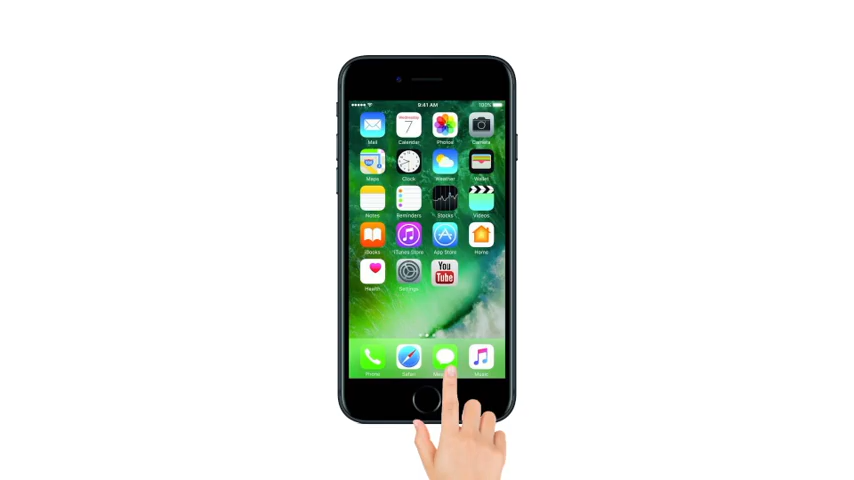 9:41 AM 100%
Wednesday
7
Mail Calendar Photos Camera
Maps Clock Weather Wallet
Notes Reminders Stocks Videos
iBooks iTunes Store App Store Home
You
Tube
Health Settings
Phone Safari Music